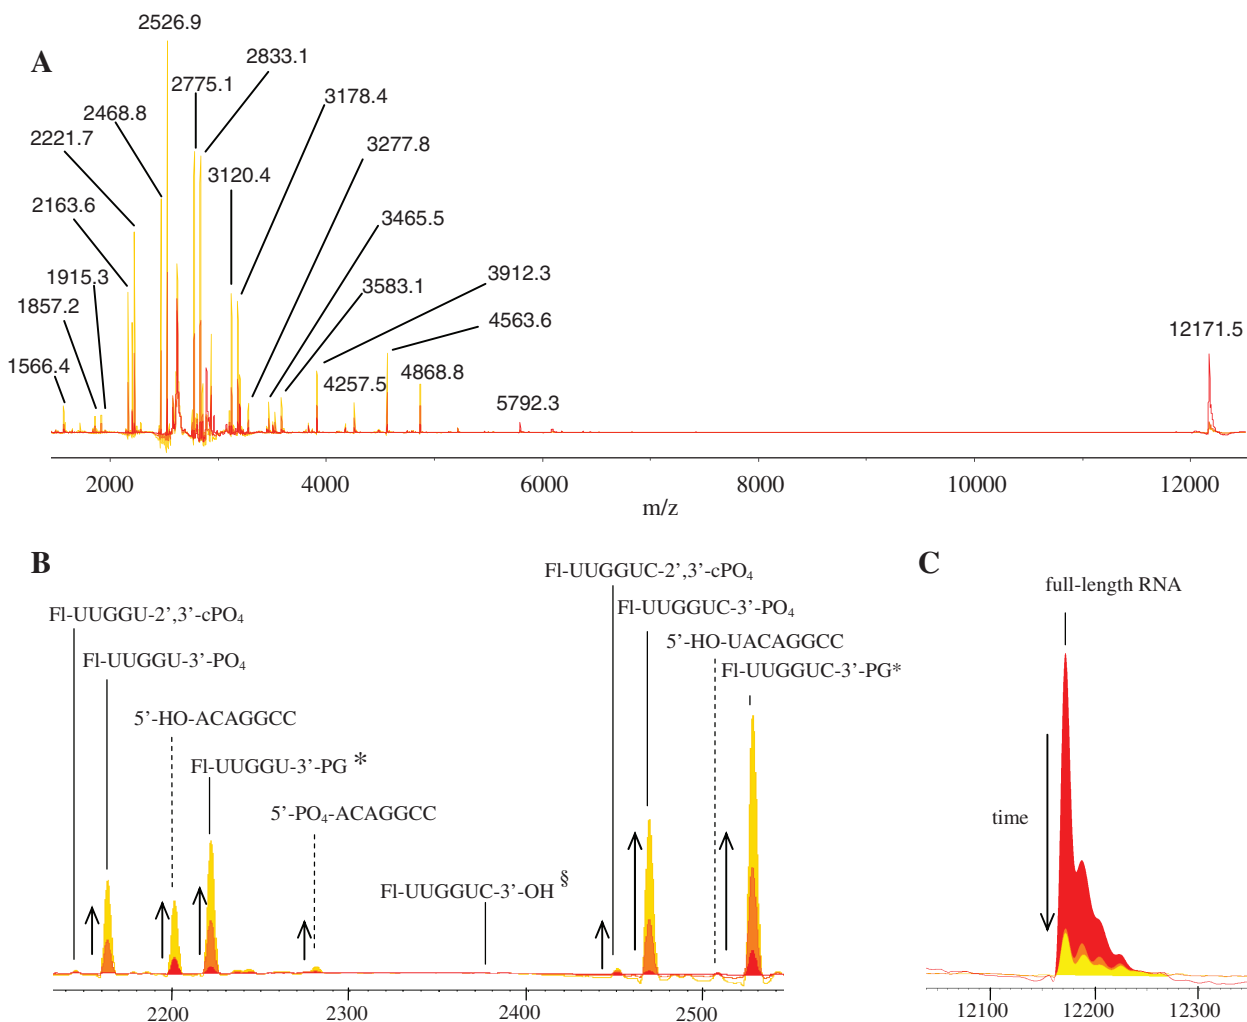 A
2526.9
2833.1
2775.1
3178.4
2468.8
2221.7
3277.8
3120.4
2163.6
3465.5
1915.3
3912.3
1857.2
3583.1
4563.6
12171.5
1566.4
4257.5
4868.8
5792.3
2000
4000
6000
8000
10000
12000
m/z
B
Fl-UUGGUC-2',3'-cPO4
Fl-UUGGU-2',3'-cPO4
Fl-UUGGUC-3'-PO4
5'-HO-UACAGGCC
Fl-UUGGU-3'-PO4
Fl-UUGGUC-3'-PG*
5'-HO-ACAGGCC
Fl-UUGGU-3'-PG *
5'-PO4-ACAGGCC
Fl-UUGGUC-3'-OH §
2200
2300
2400
2500
C
full-length RNA
time
12100
12200
12300